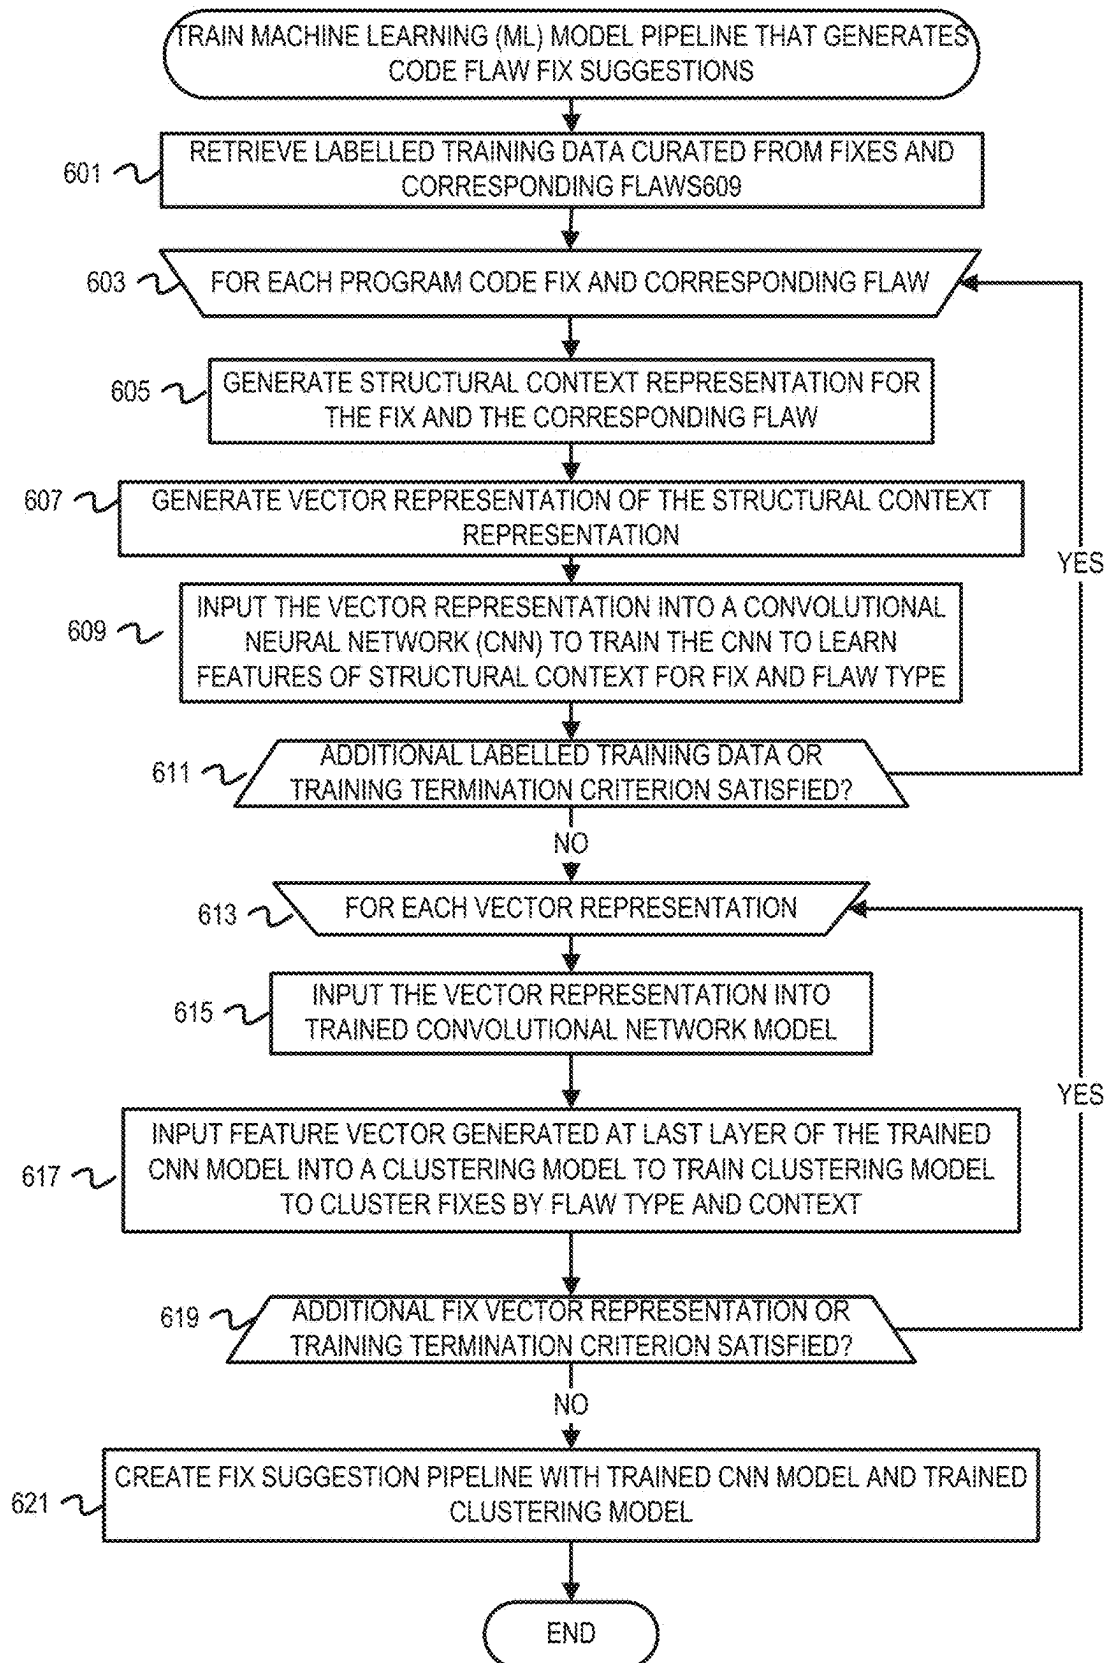 TRAIN MACHINE LEARNING (ML) MODEL PIPELINE THAT GENERATES
CODE FLAW FIX SUGGESTIONS
601
RETRIEVE LABELLED TRAINING DATA CURATED FROM FIXES AND
CORRESPONDING FLAWS609
603
FOR EACH PROGRAM CODE FIX AND CORRESPONDING FLAW
605
GENERATE STRUCTURAL CONTEXT REPRESENTATION FOR
THE FIX AND THE CORRESPONDING FLAW
607
GENERATE VECTOR REPRESENTATION OF THE STRUCTURAL CONTEXT
REPRESENTATION
YES
609
INPUT THE VECTOR REPRESENTATION INTO A CONVOLUTIONAL
NEURAL NETWORK (CNN) TO TRAIN THE CNN TO LEARN
FEATURES OF STRUCTURAL CONTEXT FOR FIX AND FLAW TYPE
611
ADDITIONAL LABELLED TRAINING DATA OR
TRAINING TERMINATION CRITERION SATISFIED?
NO
613
FOR EACH VECTOR REPRESENTATION
615
INPUT THE VECTOR REPRESENTATION INTO
TRAINED CONVOLUTIONAL NETWORK MODEL
YES
617
INPUT FEATURE VECTOR GENERATED AT LAST LAYER OF THE TRAINED
CNN MODEL INTO A CLUSTERING MODEL TO TRAIN CLUSTERING MODEL
TO CLUSTER FIXES BY FLAW TYPE AND CONTEXT
619
ADDITIONAL FIX VECTOR REPRESENTATION OR
TRAINING TERMINATION CRITERION SATISFIED?
NO
621
CREATE FIX SUGGESTION PIPELINE WITH TRAINED CNN MODEL AND TRAINED
CLUSTERING MODEL
END